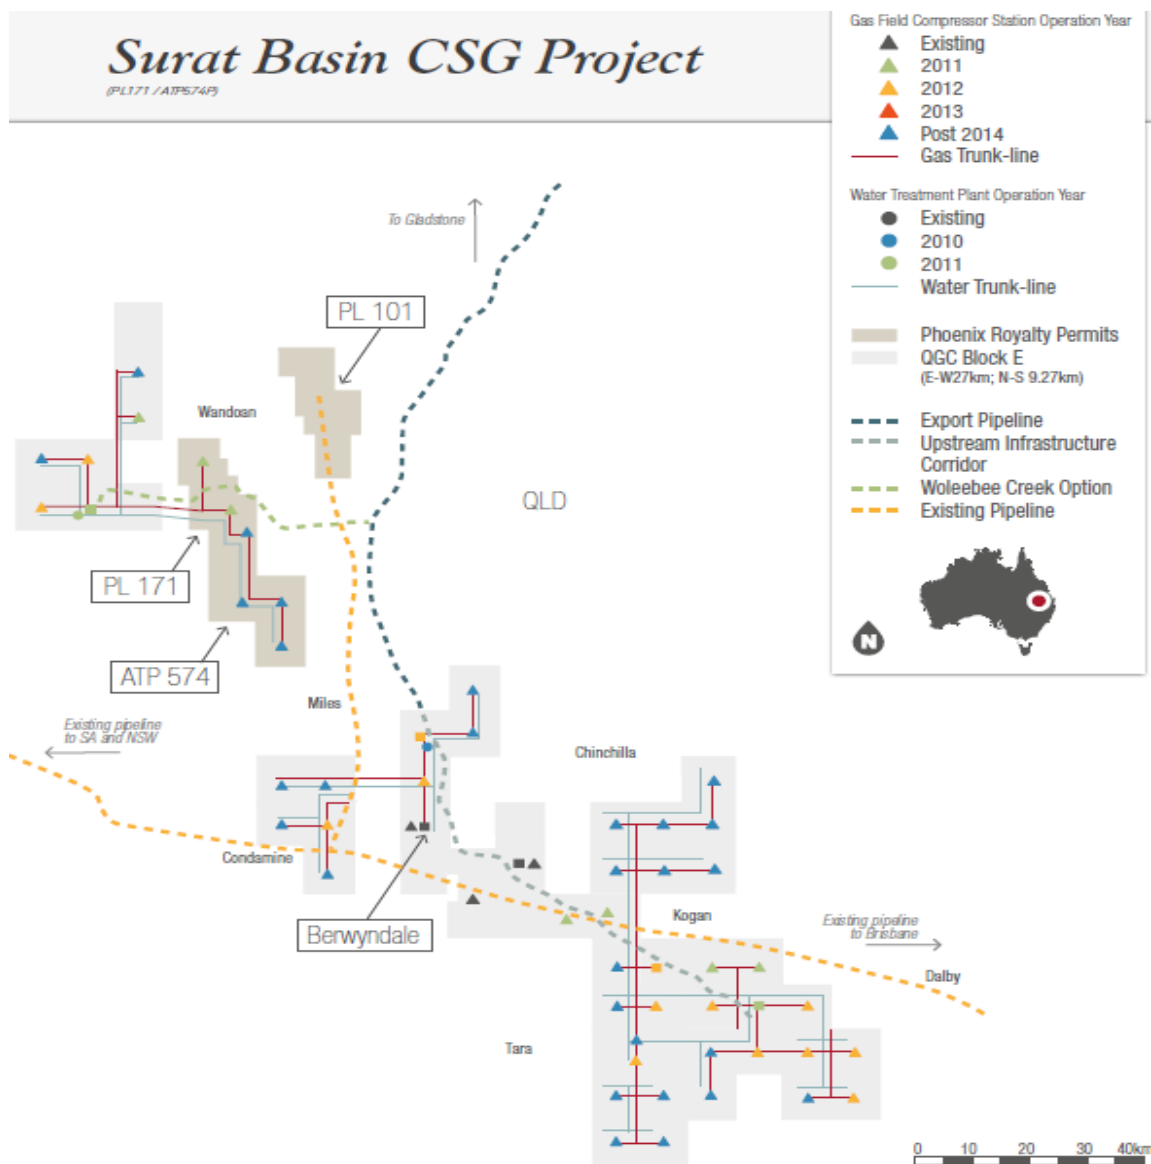 Surat Basin CSG Project
(PL171 / ATP574P)
Gas Field Compressor Station Operation Year
Existing
2011
2012
2013
Post 2014
Gas Trunk-line
Water Treatment Plant Operation Year
Existing
2010
2011
Water Trunk-line
Phoenix Royalty Permits
QGC Block E
(E-W27km; N-S 9.27km)
Export Pipeline
Upstream Infrastructure
Corridor
Woleebee Creek Option
Existing Pipeline
N
To Gladstone
PL 101
Wandoan
QLD
PL 171
ATP 574
Miles
Existing pipeline
to SA and NSW
Chinchilla
Condamine
Berwyndale
Kogan
Existing pipeline
to Brisbane
Dalby
Tara
0 10 20 30 40km